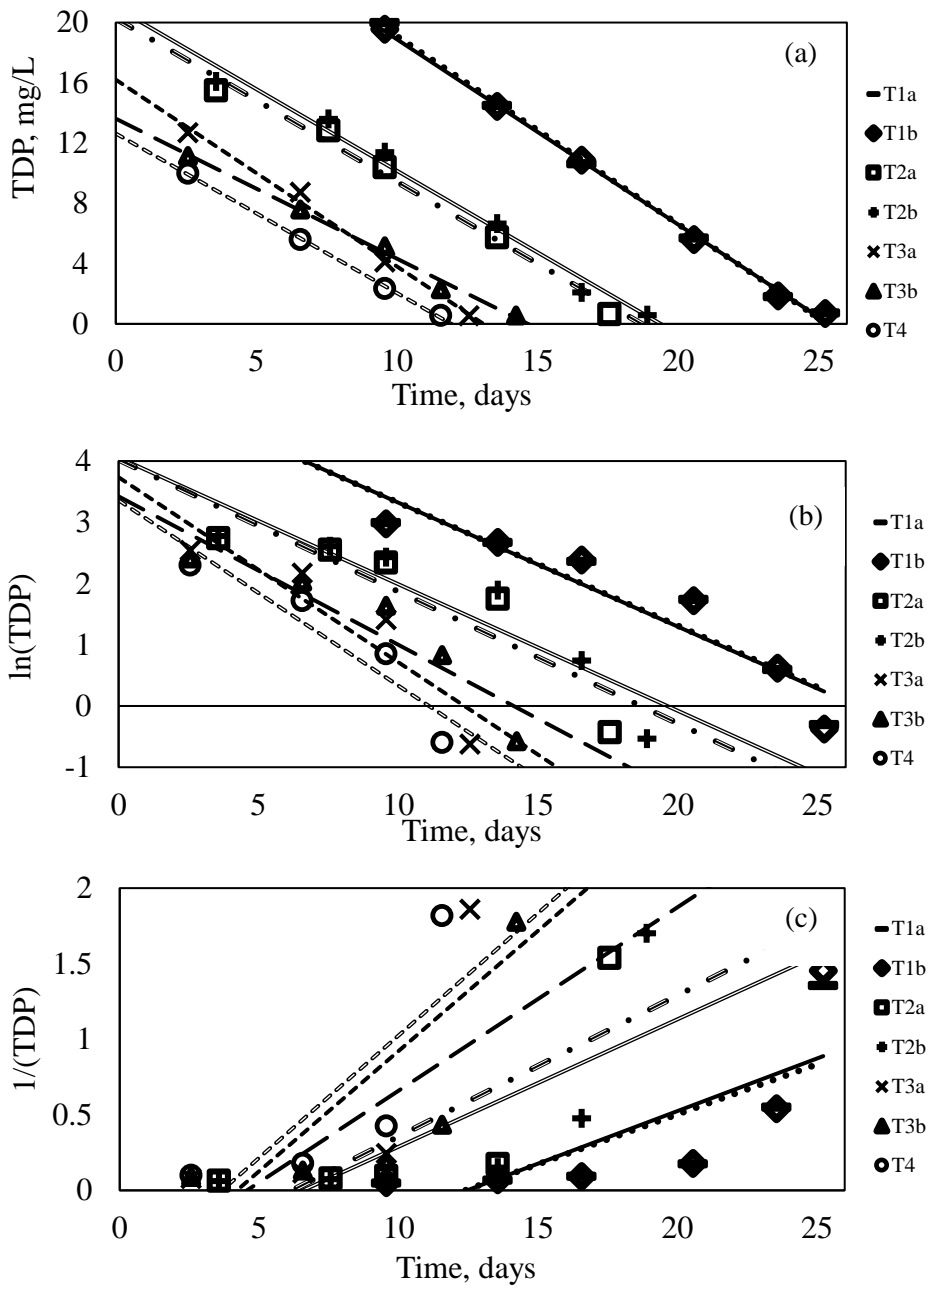 20
16
12
8
4
0
TDP, mg/L
(a)
T1a
T1b
T2a
T2b
T3a
T3b
T4
0 5 10 15 20 25
Time, days
4
3
2
1
0
-1
ln(TDP)
(b)
T1a
T1b
T2a
T2b
T3a
T3b
T4
0 5 10 15 20 25
Time, days
2
1.5
1
0.5
0
1/(TDP)
(c)
T1a
T1b
T2a
T2b
T3a
T3b
T4
0 5 10 15 20 25
Time, days